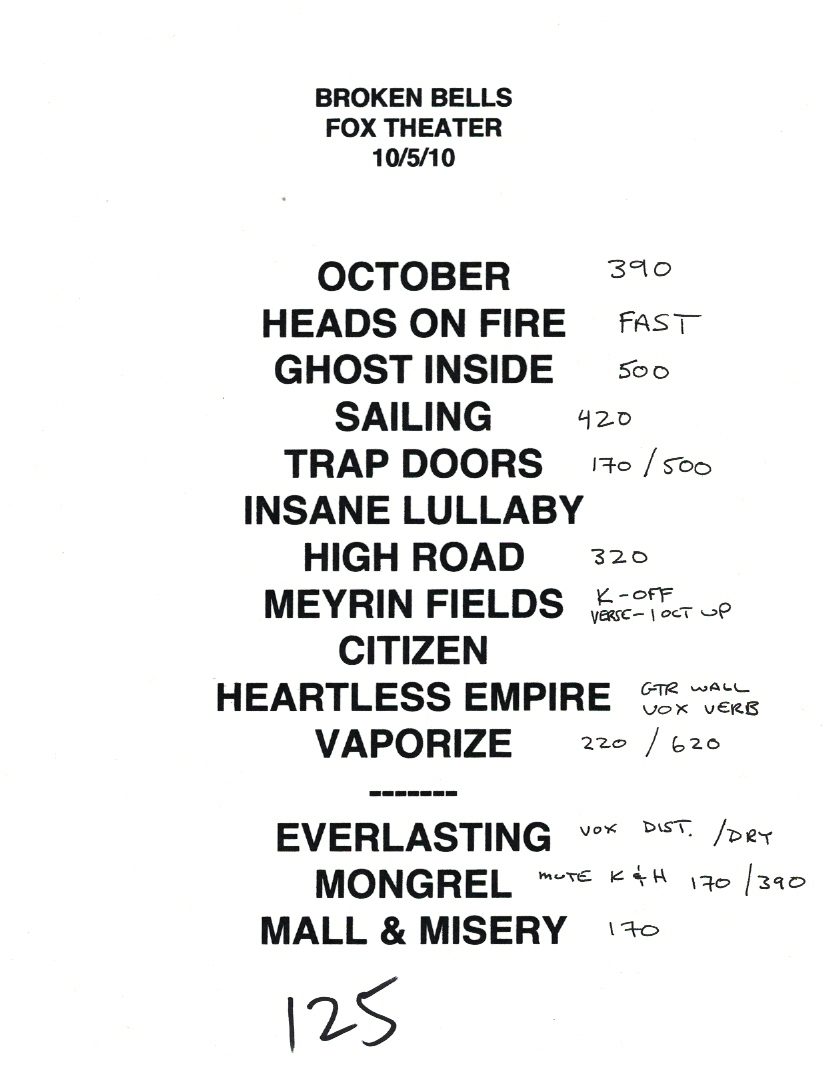 BROKEN BELLS
FOX THEATER
10/5/10
OCTOBER 390
HEADS ON FIRE FAST
GHOST INSIDE 500
SAILING 420
TRAP DOORS 170 / 500
INSANE LULLABY
HIGH ROAD 320
MEYRIN FIELDS K-OFF
VERSE-1 OCT UP
CITIZEN
HEARTLESS EMPIRE GTR WALL
VOX VERB
VAPORIZE 220 / 620
-------
EVERLASTING VOX DIST. /DRY
MONGREL MUTE K & H 170 / 390
MALL & MISERY 170
125